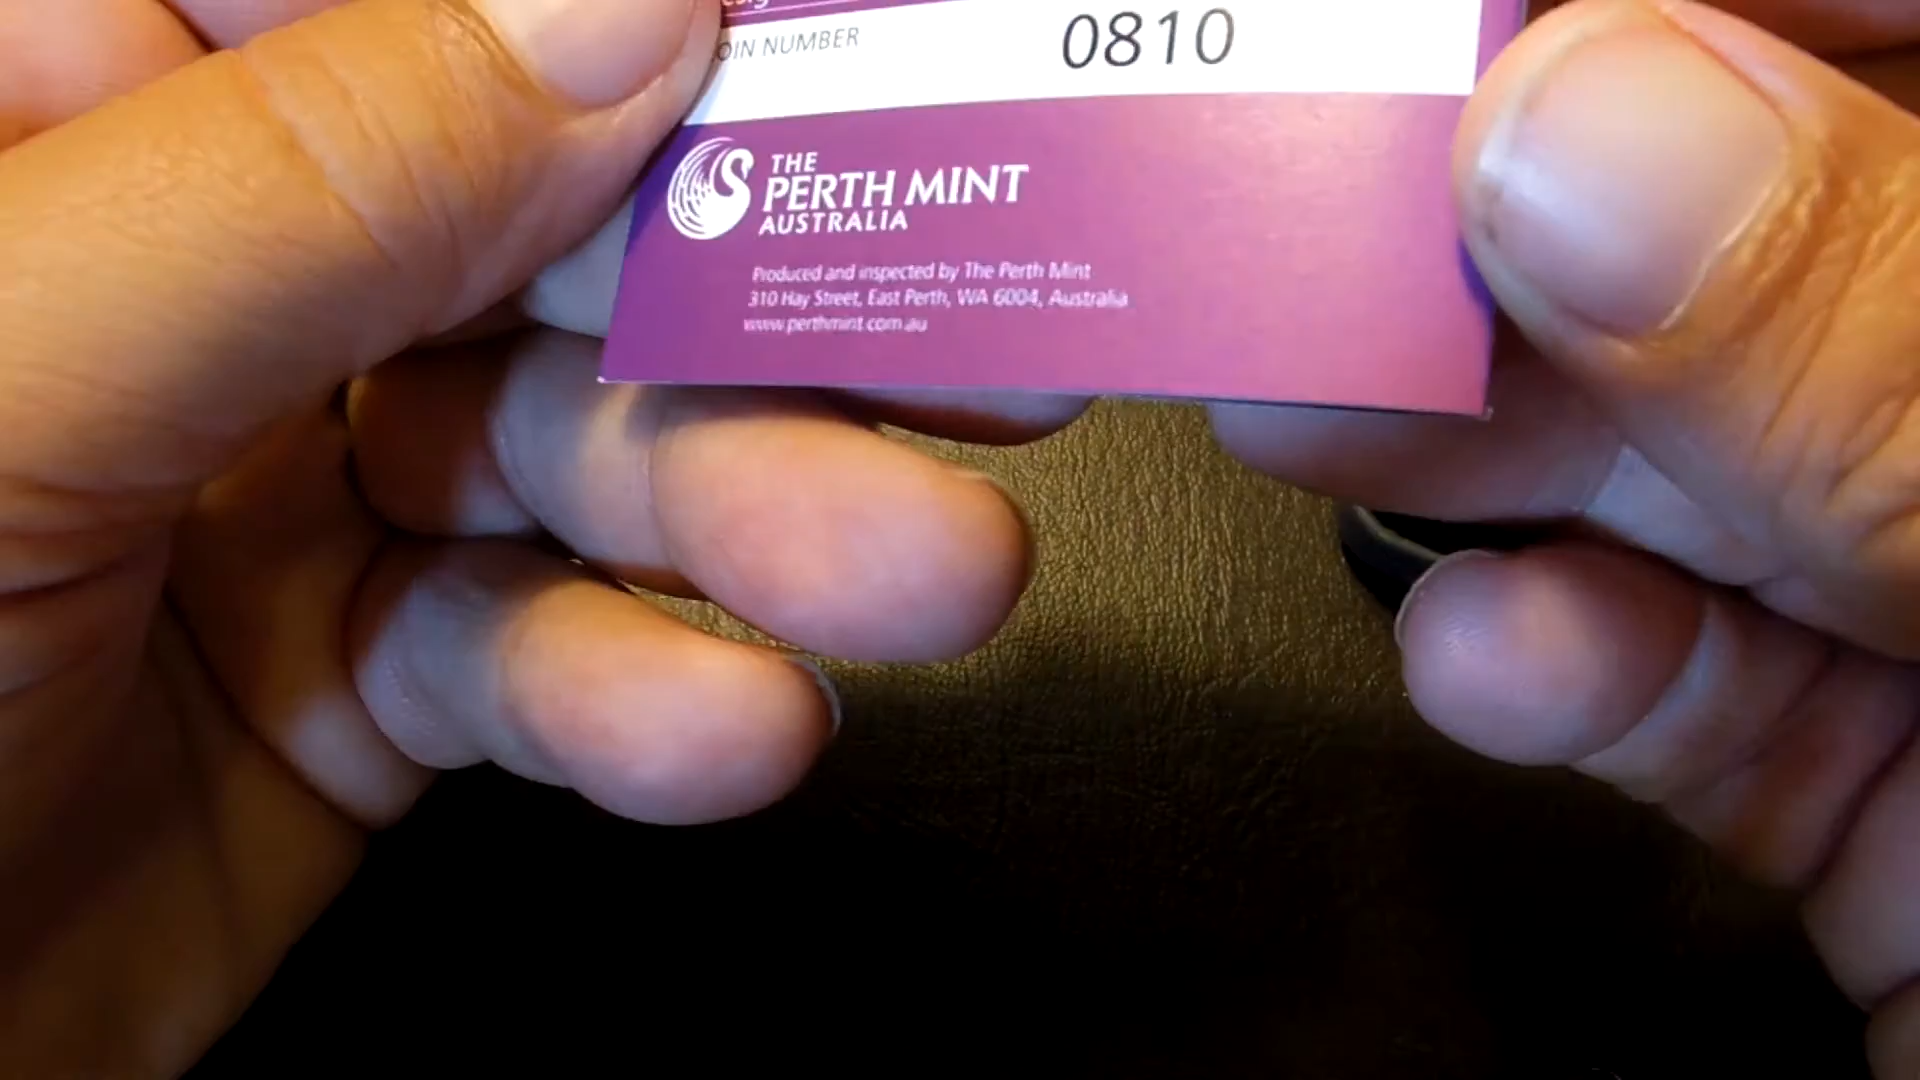 OIN NUMBER 0810
THE
PERTH MINT
AUSTRALIA
Produced and inspected by The Perth Mint
310 Hay Street, East Perth, WA 6004, Australia
www.perthmint.com.au